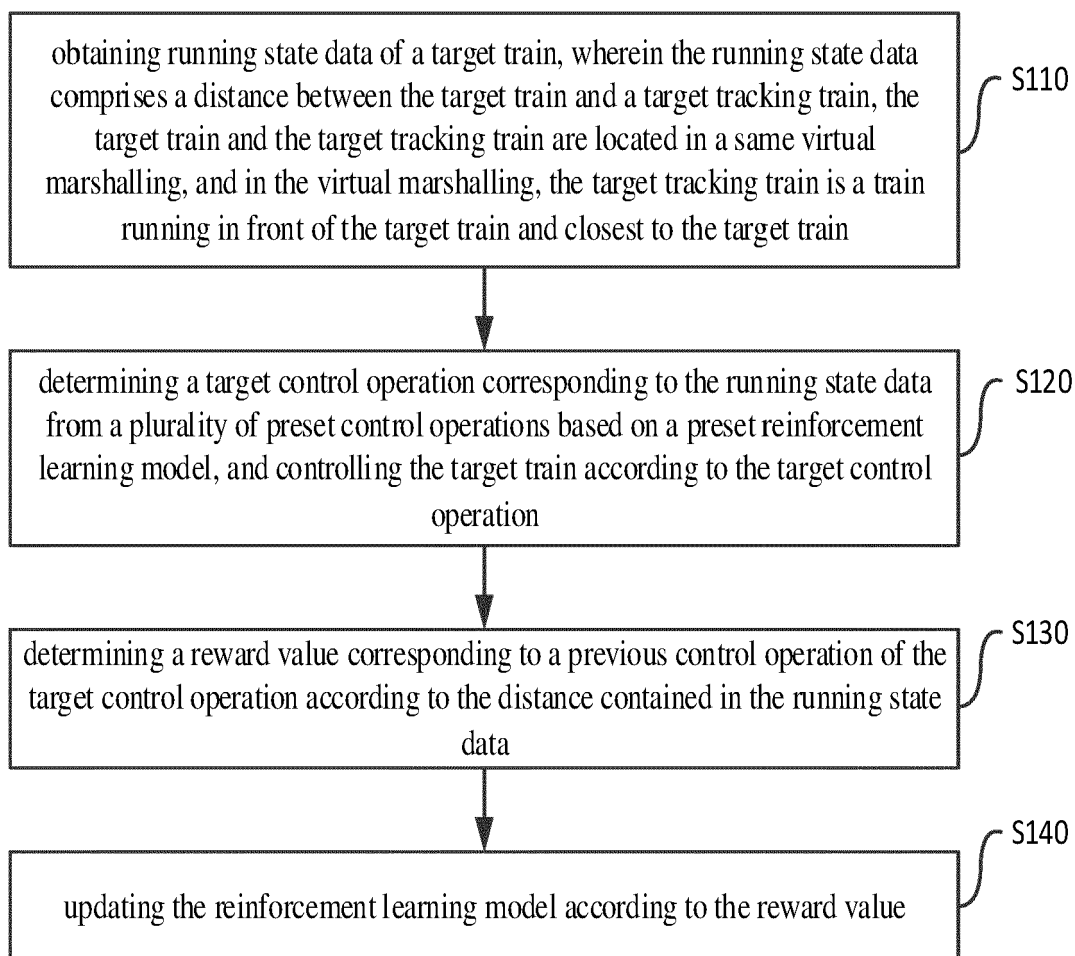 obtaining running state data of a target train, wherein the running state data
comprises a distance between the target train and a target tracking train, the
target train and the target tracking train are located in a same virtual
marshalling, and in the virtual marshalling, the target tracking train is a train
running in front of the target train and closest to the target train
S110
determining a target control operation corresponding to the running state data
from a plurality of preset control operations based on a preset reinforcement
learning model, and controlling the target train according to the target control
operation
S120
determining a reward value corresponding to a previous control operation of the
target control operation according to the distance contained in the running state
data
S130
updating the reinforcement learning model according to the reward value
S140